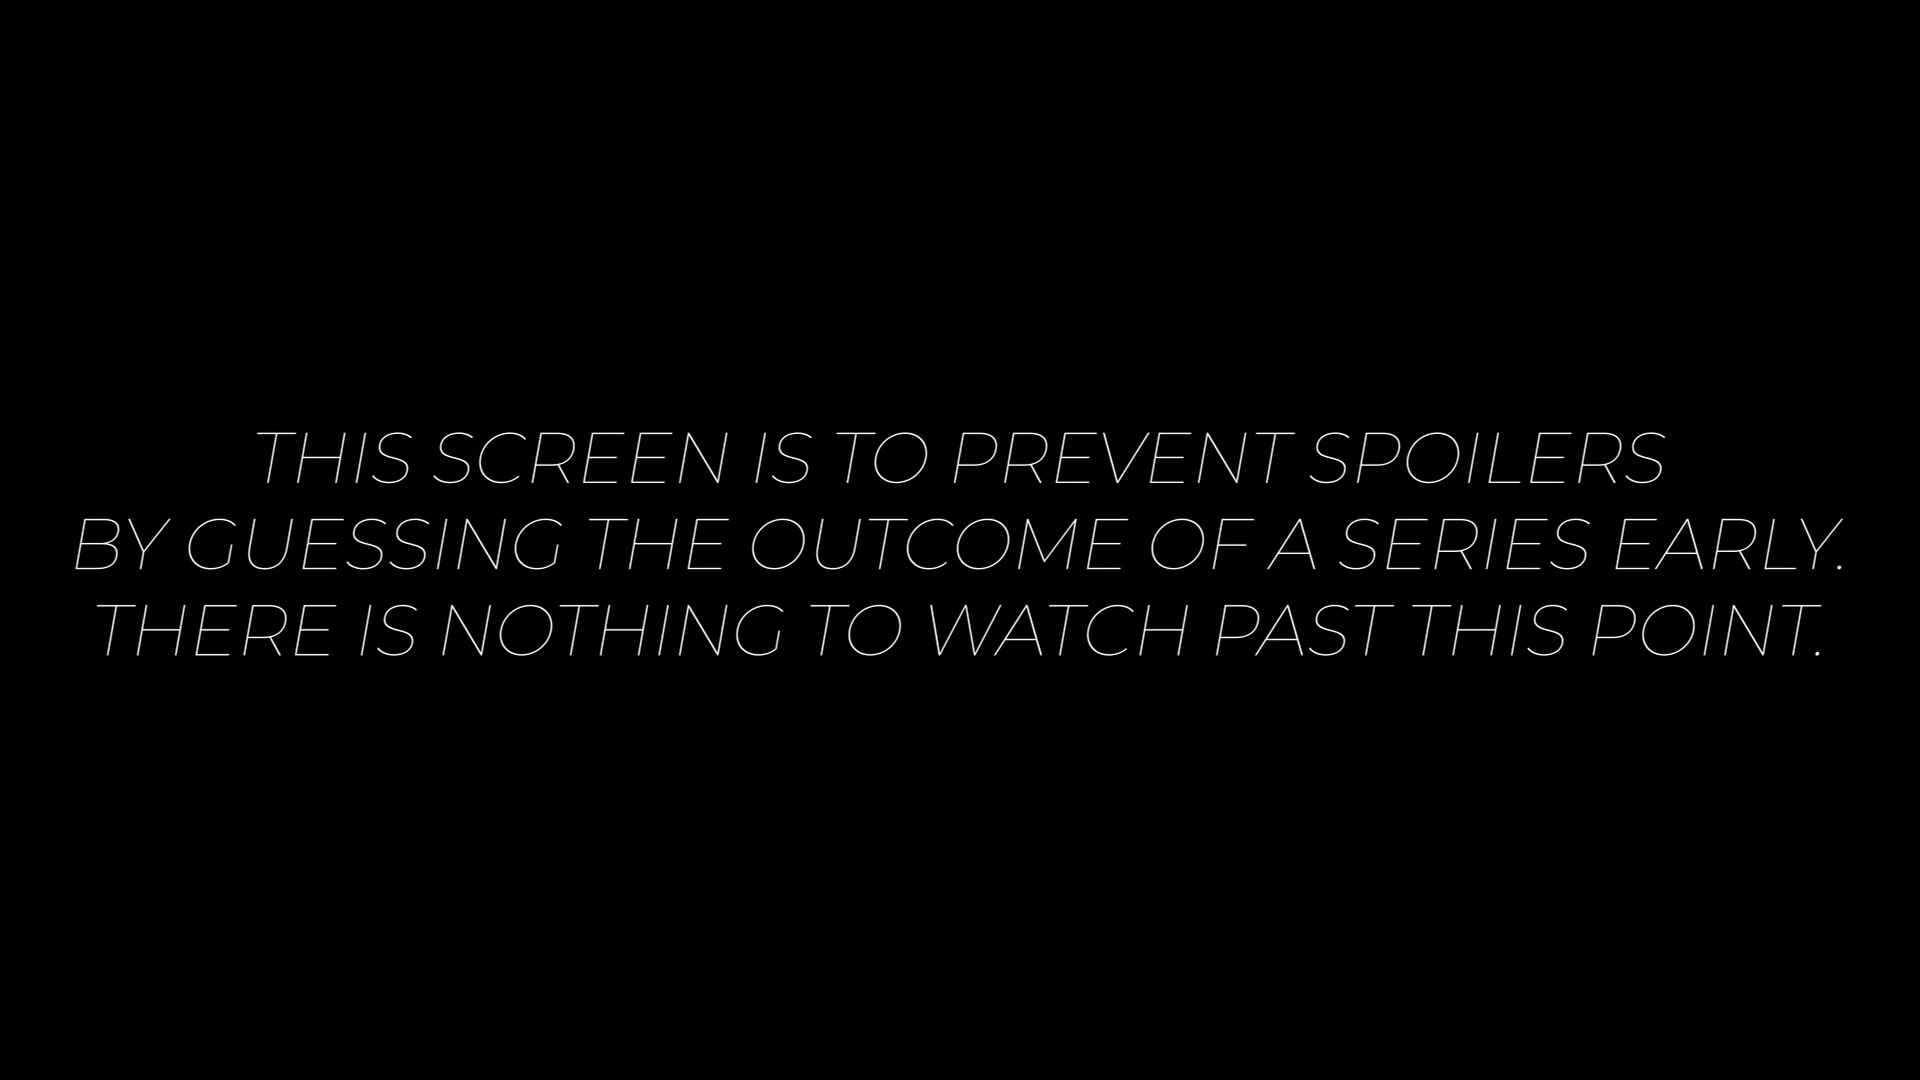 THIS SCREEN IS TO PREVENT SPOILERS
BY GUESSING THE OUTCOME OF A SERIES EARLY.
THERE IS NOTHING TO WATCH PAST THIS POINT.